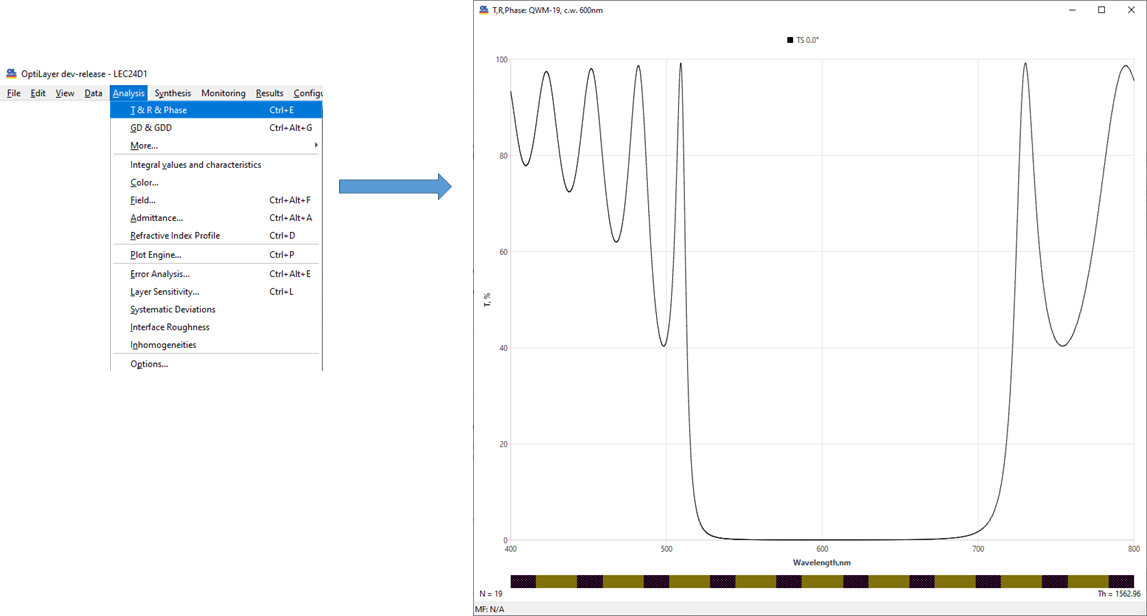 OptiLayer dev-release - LEC24D1
File Edit View Data Analysis Synthesis Monitoring Results Configu
T & R & Phase Ctrl+E
GD & GDD Ctrl+Alt+G
More...
Integral values and characteristics
Color...
Field... Ctrl+Alt+F
Admittance... Ctrl+Alt+A
Refractive Index Profile Ctrl+D
Plot Engine... Ctrl+P
Error Analysis... Ctrl+Alt+E
Layer Sensitivity... Ctrl+L
Systematic Deviations
Interface Roughness
Inhomogeneities
Options...
T,R,Phase: QWM-19, c.w. 600nm
TS 0.0°
100
80
60
T, %
40
20
0
400 500 600 700 800
Wavelength,nm
N = 19 Th = 1562.96
MF: N/A